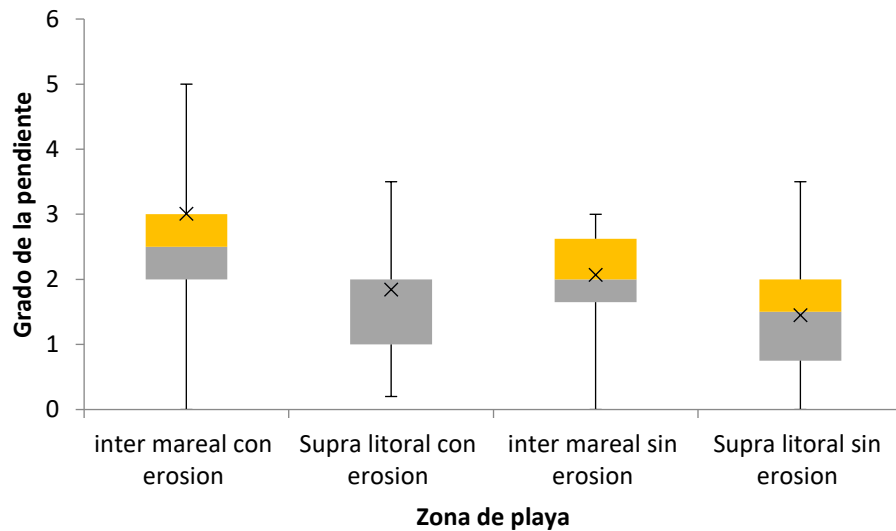 6
5
4
3
2
1
0
Grado de la pendiente
inter mareal con
erosion
Supra litoral con
erosion
inter mareal sin
erosion
Supra litoral sin
erosion
Zona de playa